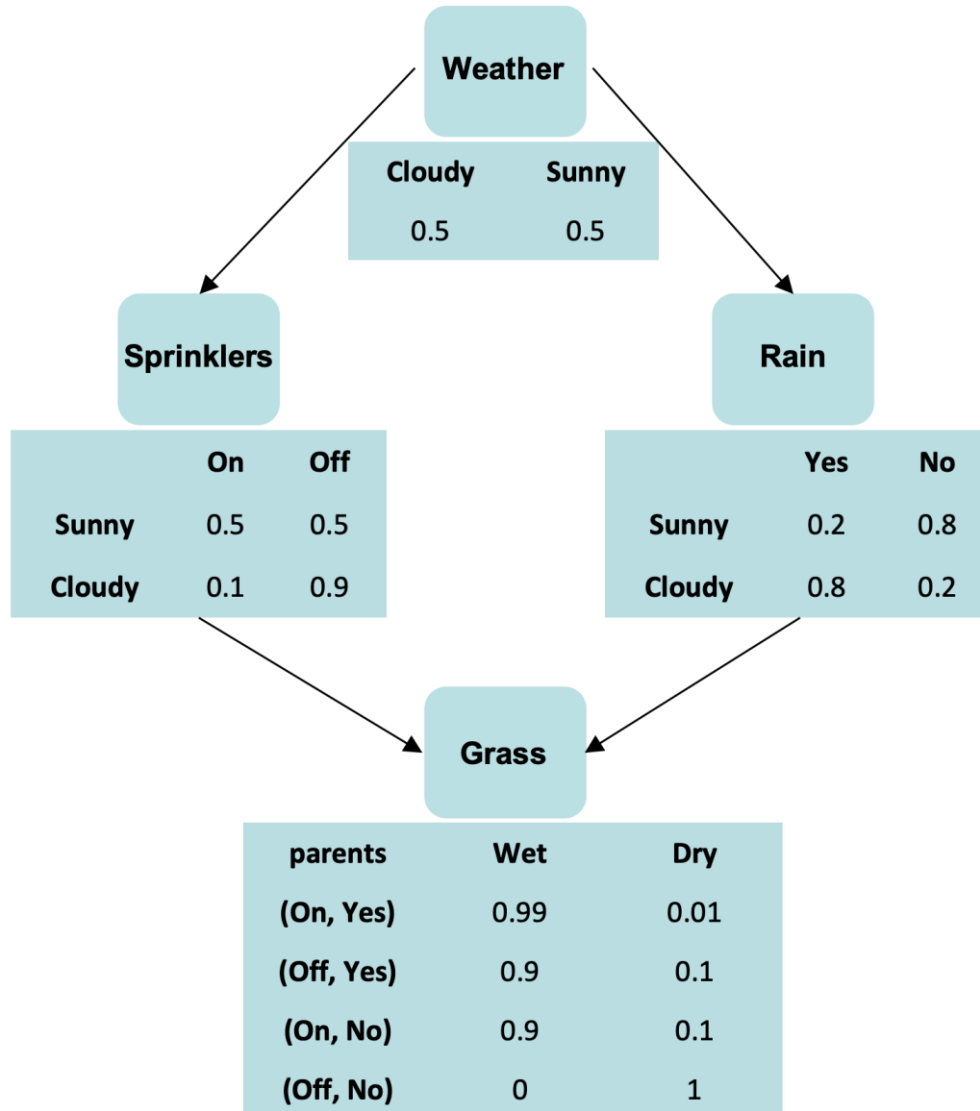 Weather
Cloudy Sunny
0.5 0.5
Sprinklers
Rain
On Off
Sunny 0.5 0.5
Cloudy 0.1 0.9
Yes No
Sunny 0.2 0.8
Cloudy 0.8 0.2
Grass
parents Wet Dry
(On, Yes) 0.99 0.01
(Off, Yes) 0.9 0.1
(On, No) 0.9 0.1
(Off, No) 0 1